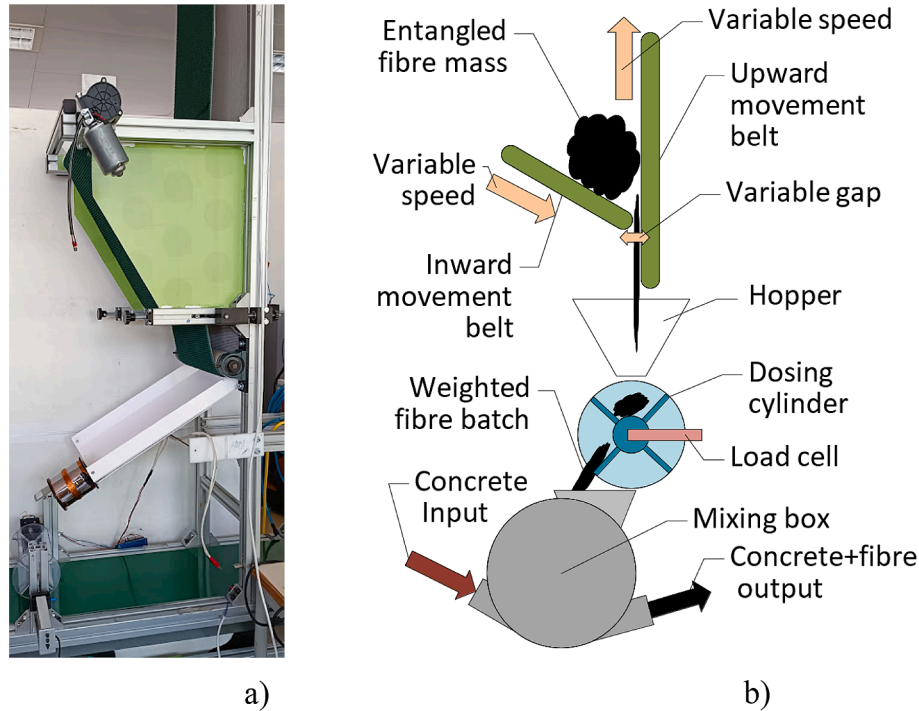 Entangled
fibre mass
Variable speed
Upward
movement
belt
Variable
speed
Variable gap
Inward
movement
belt
Hopper
Weighted
fibre batch
Dosing
cylinder
Load cell
Concrete
Input
Mixing box
Concrete+fibre
output
a)
b)